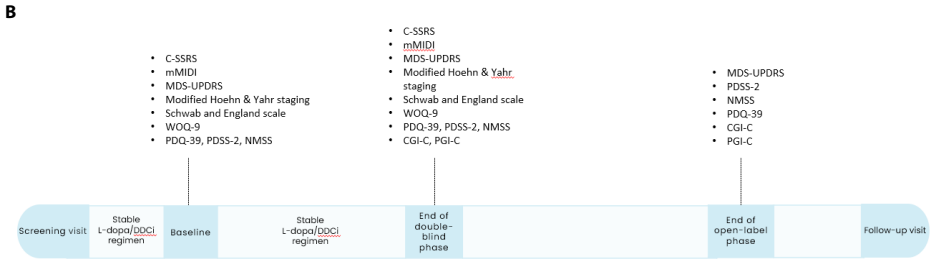 B
• C-SSRS
• mMIDI
• MDS-UPDRS
• Modified Hoehn & Yahr staging
• Schwab and England scale
• WOQ-9
• PDQ-39, PDSS-2, NMSS
• C-SSRS
• mMIDI
• MDS-UPDRS
• Modified Hoehn & Yahr
staging
• Schwab and England scale
• WOQ-9
• PDQ-39, PDSS-2, NMSS
• CGI-C, PGI-C
• MDS-UPDRS
• PDSS-2
• NMSS
• PDQ-39
• CGI-C
• PGI-C
Screening visit
Stable
L-dopa/DDCi
regimen
Baseline
Stable
L-dopa/DDCi
regimen
End of
double-
blind
phase
End of
open-label
phase
Follow-up visit